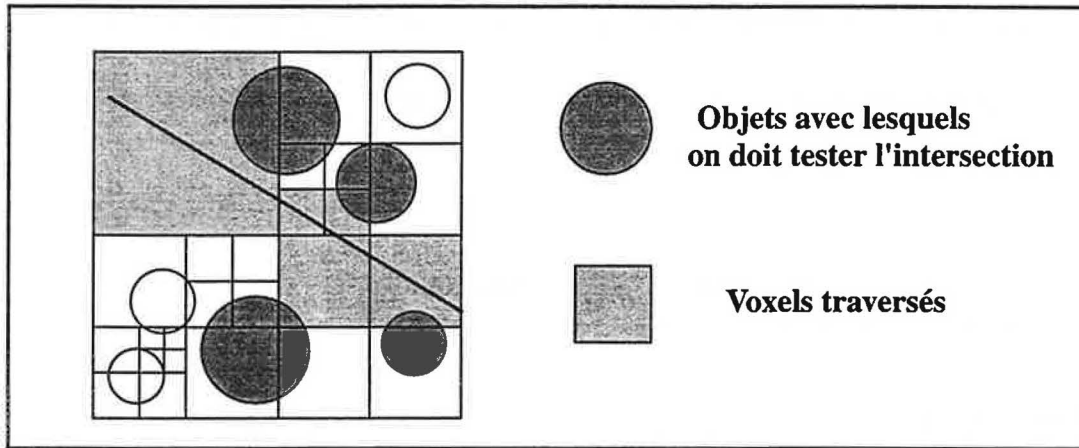 Objets avec lesquels
on doit tester l'intersection
Voxels traversés